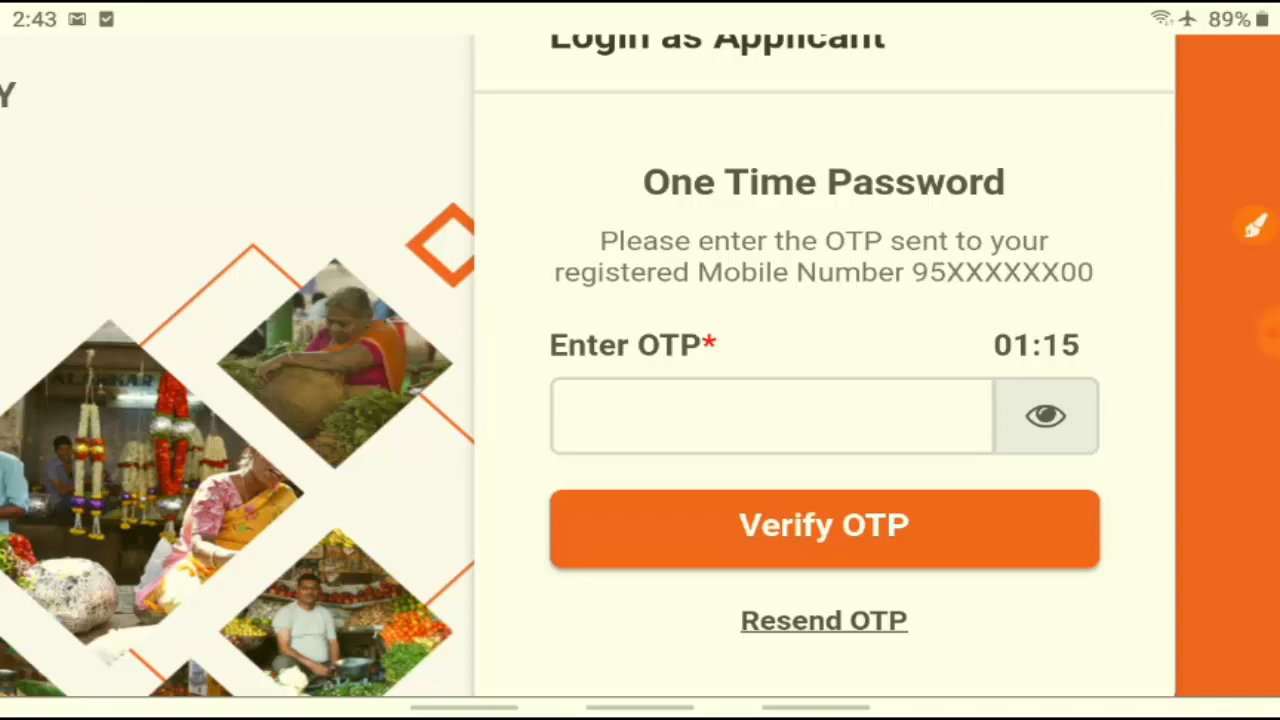 2:43
89%
Login as Applicant
Y
One Time Password
Please enter the OTP sent to your
registered Mobile Number 95XXXXXX00
Enter OTP* 01:15
Verify OTP
Resend OTP